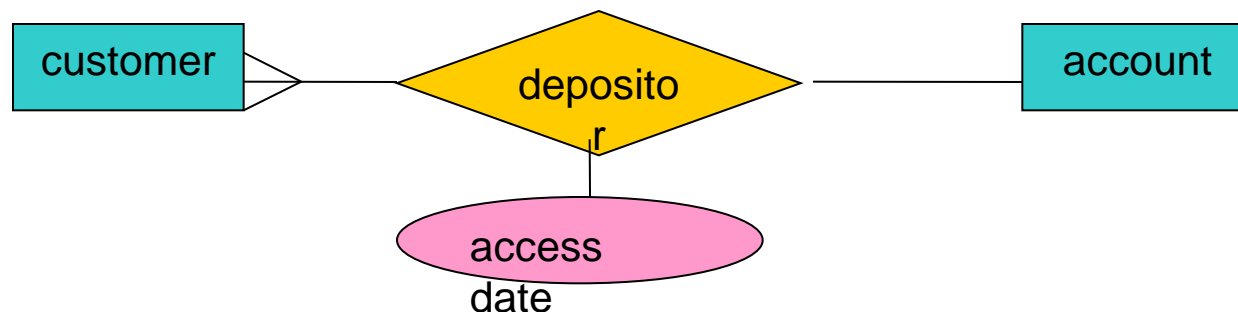 customer
deposito
r
account
access
date